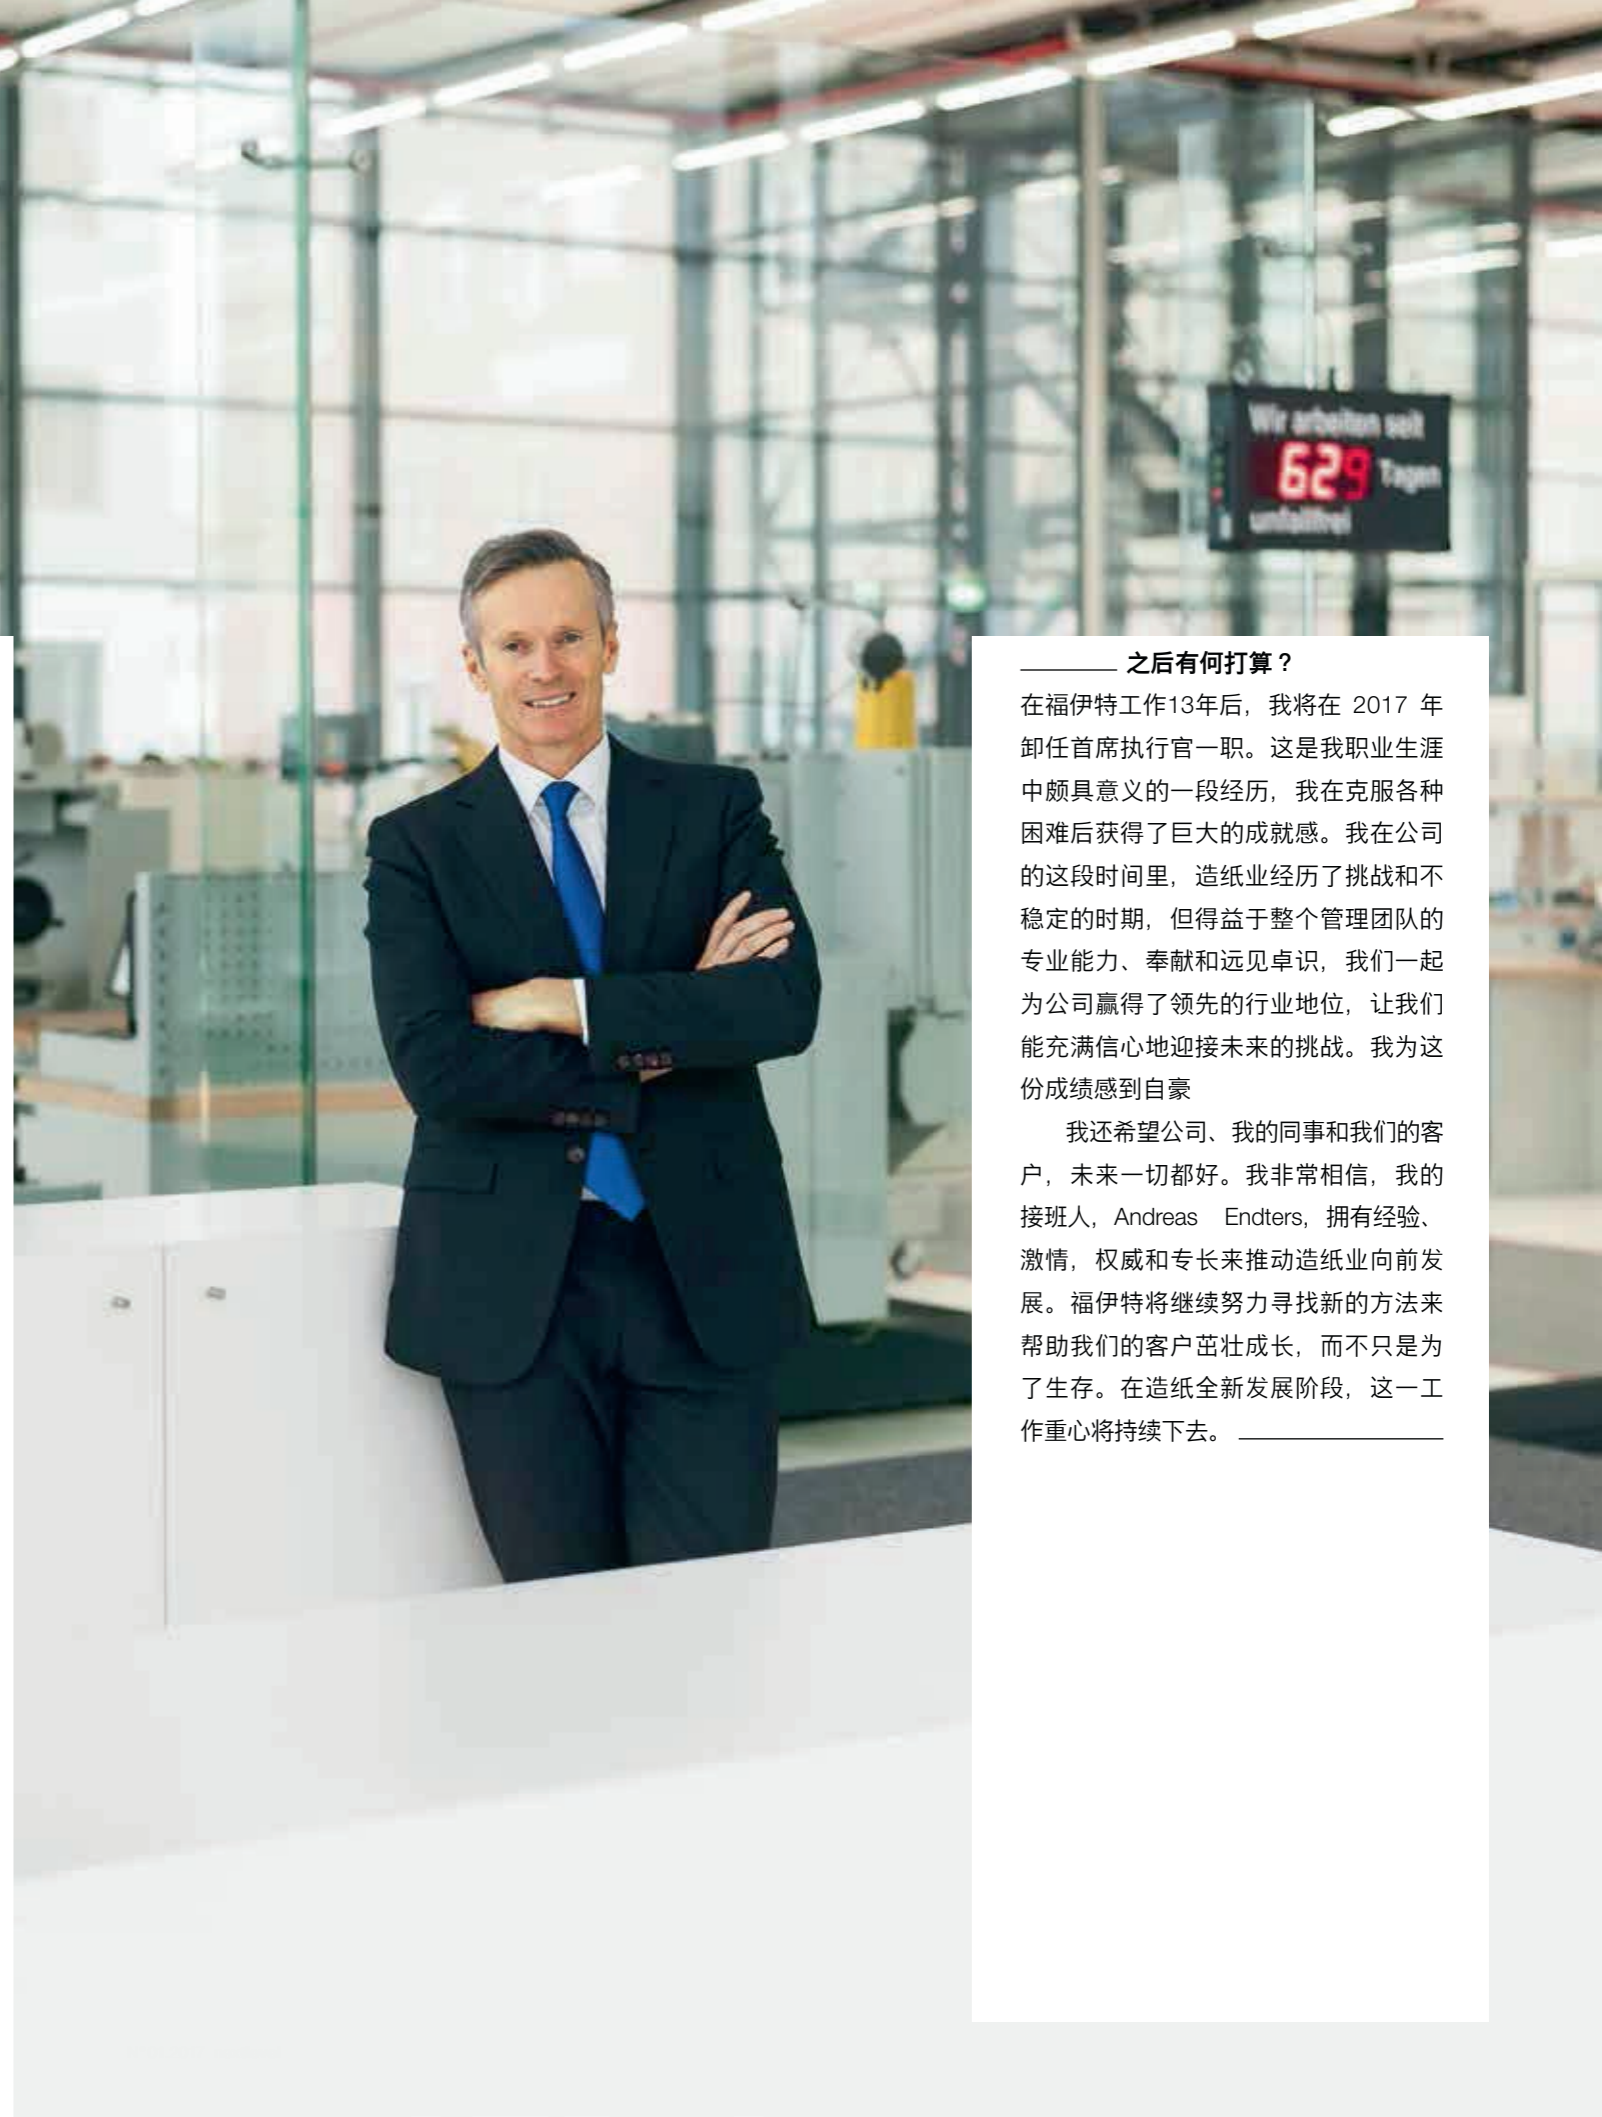 Wir arbeiten seit
629 Tagen
unfallfrei
之后有何打算？
在福伊特工作13年后，我将在 2017 年
卸任首席执行官一职。这是我职业生涯
中颇具意义的一段经历，我在克服各种
困难后获得了巨大的成就感。我在公司
的这段时间里，造纸业经历了挑战和不
稳定的时期，但得益于整个管理团队的
专业能力、奉献和远见卓识，我们一起
为公司赢得了领先的行业地位，让我们
能充满信心地迎接未来的挑战。我为这
份成绩感到自豪
我还希望公司、我的同事和我们的客
户，未来一切都好。我非常相信，我的
接班人，Andreas Endters，拥有经验、
激情，权威和专长来推动造纸业向前发
展。福伊特将继续努力寻找新的方法来
帮助我们的客户茁壮成长，而不只是为
了生存。在造纸全新发展阶段，这一工
作重心将持续下去。